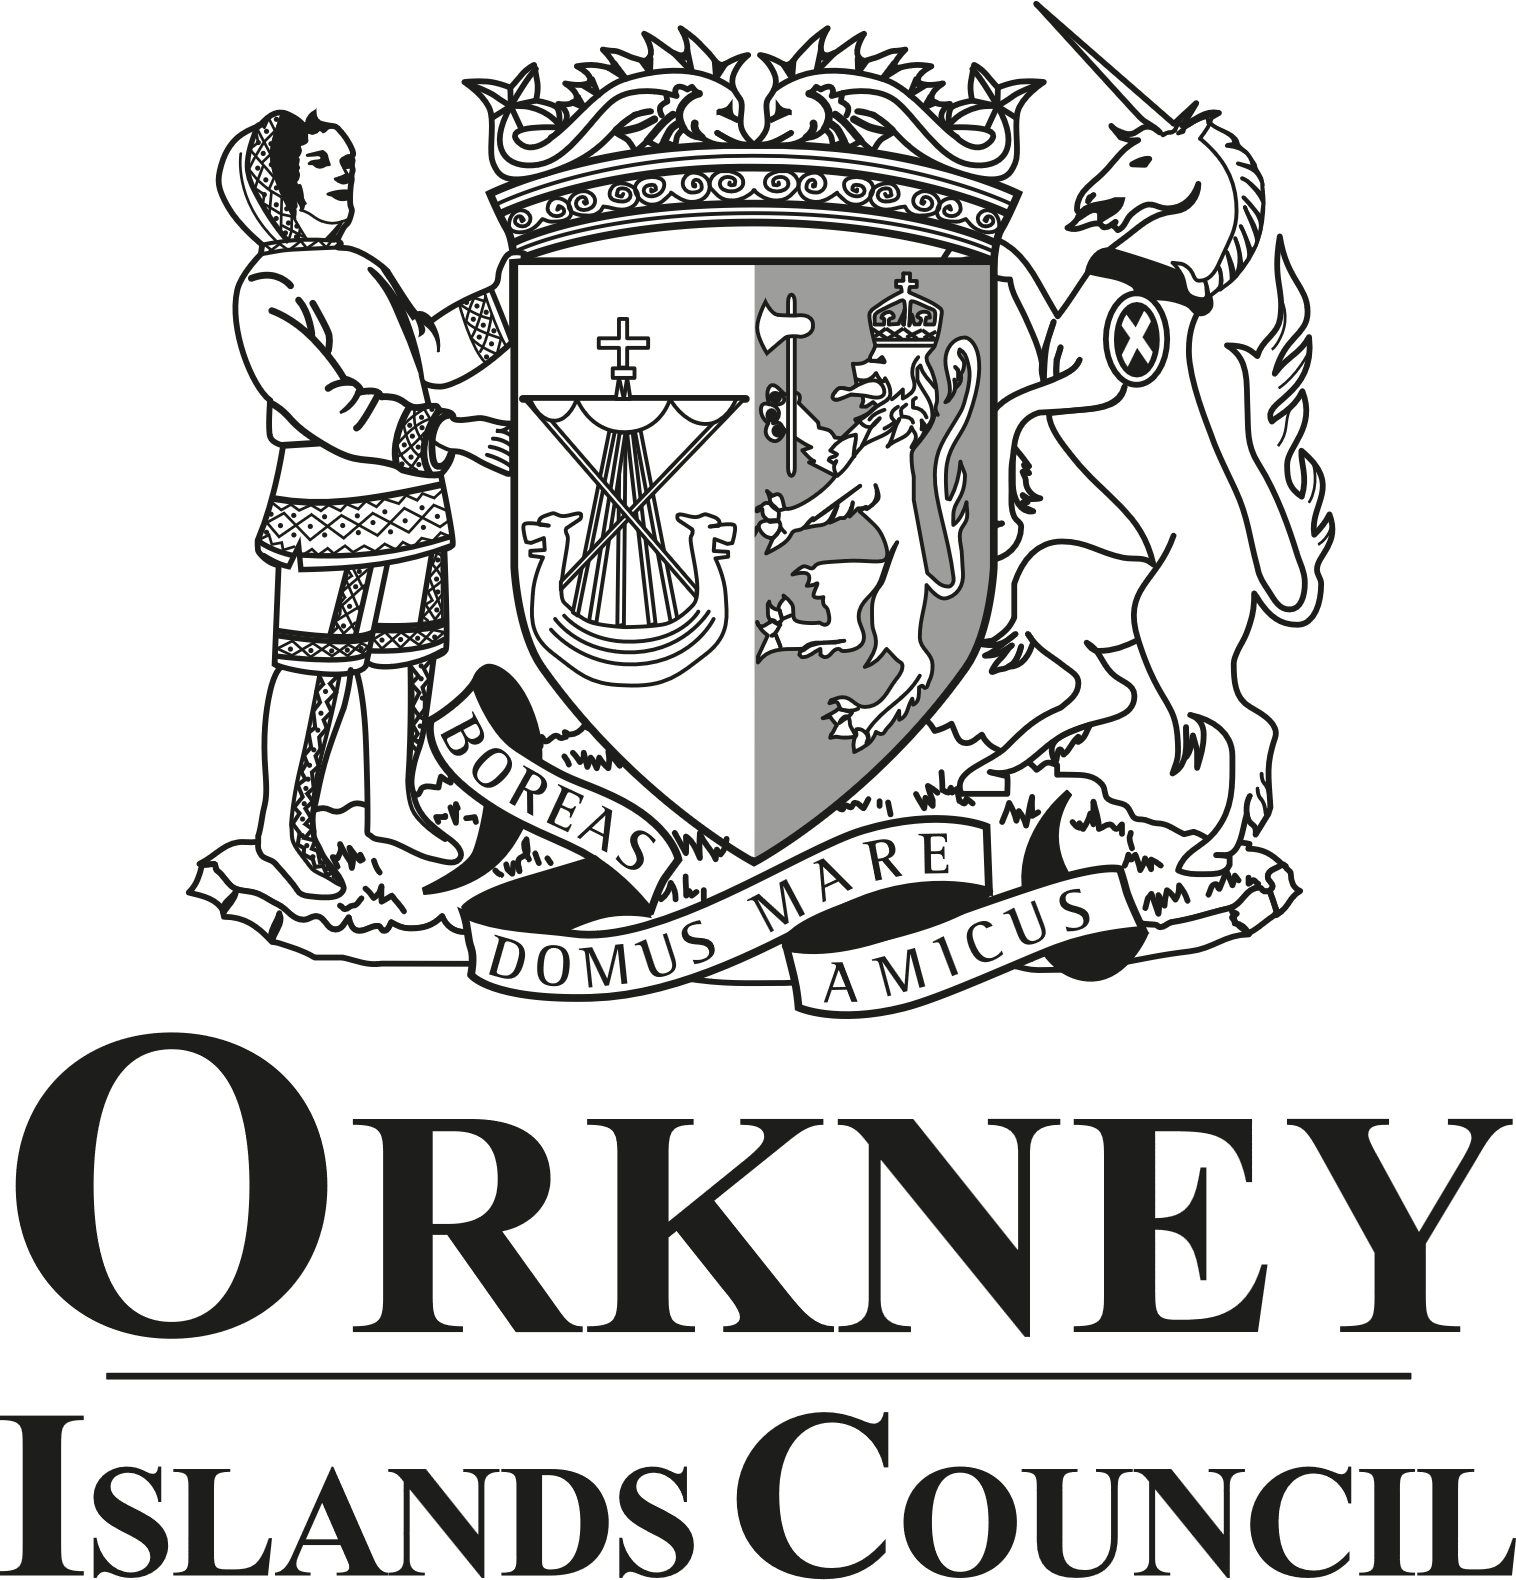 BOREAS
DOMUS MARE
AMICUS
ORKNEY
ISLANDS COUNCIL